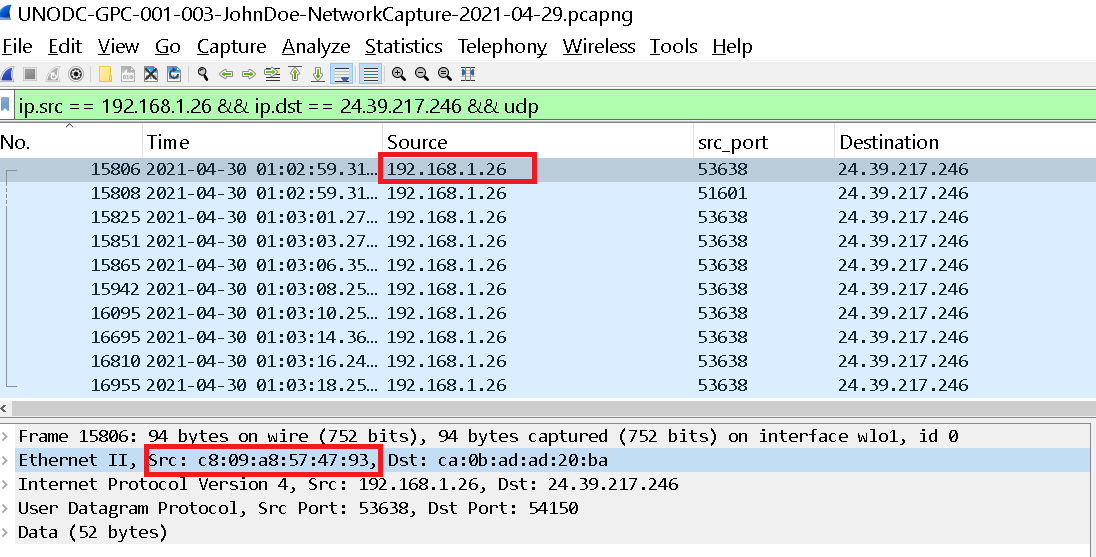 UNODC-GPC-001-003-JohnDoe-NetworkCapture-2021-04-29.pcapng
File Edit View Go Capture Analyze Statistics Telephony Wireless Tools Help
ip.src == 192.168.1.26 && ip.dst == 24.39.217.246 && udp
No. Time Source src_port Destination
15806 2021-04-30 01:02:59.31… 192.168.1.26 53638 24.39.217.246
15808 2021-04-30 01:02:59.31… 192.168.1.26 51601 24.39.217.246
15825 2021-04-30 01:03:01.27… 192.168.1.26 53638 24.39.217.246
15851 2021-04-30 01:03:03.27… 192.168.1.26 53638 24.39.217.246
15865 2021-04-30 01:03:06.35… 192.168.1.26 53638 24.39.217.246
15942 2021-04-30 01:03:08.25… 192.168.1.26 53638 24.39.217.246
16095 2021-04-30 01:03:10.25… 192.168.1.26 53638 24.39.217.246
16695 2021-04-30 01:03:14.36… 192.168.1.26 53638 24.39.217.246
16810 2021-04-30 01:03:16.24… 192.168.1.26 53638 24.39.217.246
16955 2021-04-30 01:03:18.25… 192.168.1.26 53638 24.39.217.246
Frame 15806: 94 bytes on wire (752 bits), 94 bytes captured (752 bits) on interface wlo1, id 0
Ethernet II, Src: c8:09:a8:57:47:93, Dst: ca:0b:ad:ad:20:ba
Internet Protocol Version 4, Src: 192.168.1.26, Dst: 24.39.217.246
User Datagram Protocol, Src Port: 53638, Dst Port: 54150
Data (52 bytes)